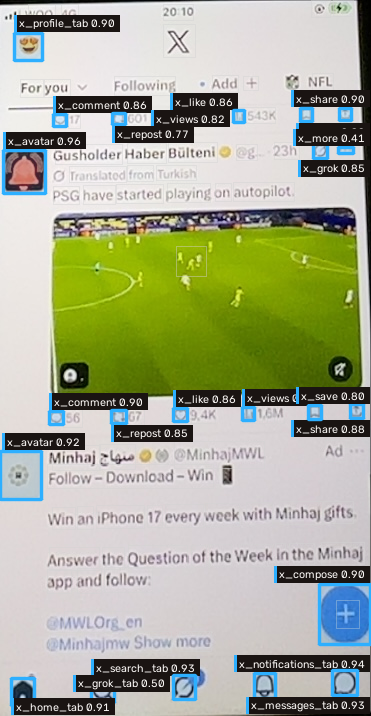 20:10
x_profile_tab 0.90
X
For you
Following
Add +
NFL
x_comment 0.86
x_like 0.86
x_share 0.90
17
601
x_views 0.82
543K
x_repost 0.77
x_more 0.41
x_avatar 0.96
Gusholder Haber Bülteni @g... · 23h
x_grok 0.85
Translated from Turkish
PSG have started playing on autopilot.
x_comment 0.90
x_like 0.86
x_views
x_save 0.80
56
67
9,4K
1,6M
x_repost 0.85
x_share 0.88
x_avatar 0.92
Minhaj منهاج @MinhajMWL
Ad
Follow – Download – Win
Win an iPhone 17 every week with Minhaj gifts.
Answer the Question of the Week in the Minhaj
app and follow:
x_compose 0.90
@MWLOrg_en
@Minhajmw Show more
x_search_tab 0.93
x_notifications_tab 0.94
x_grok_tab 0.50
x_home_tab 0.91
x_messages_tab 0.93